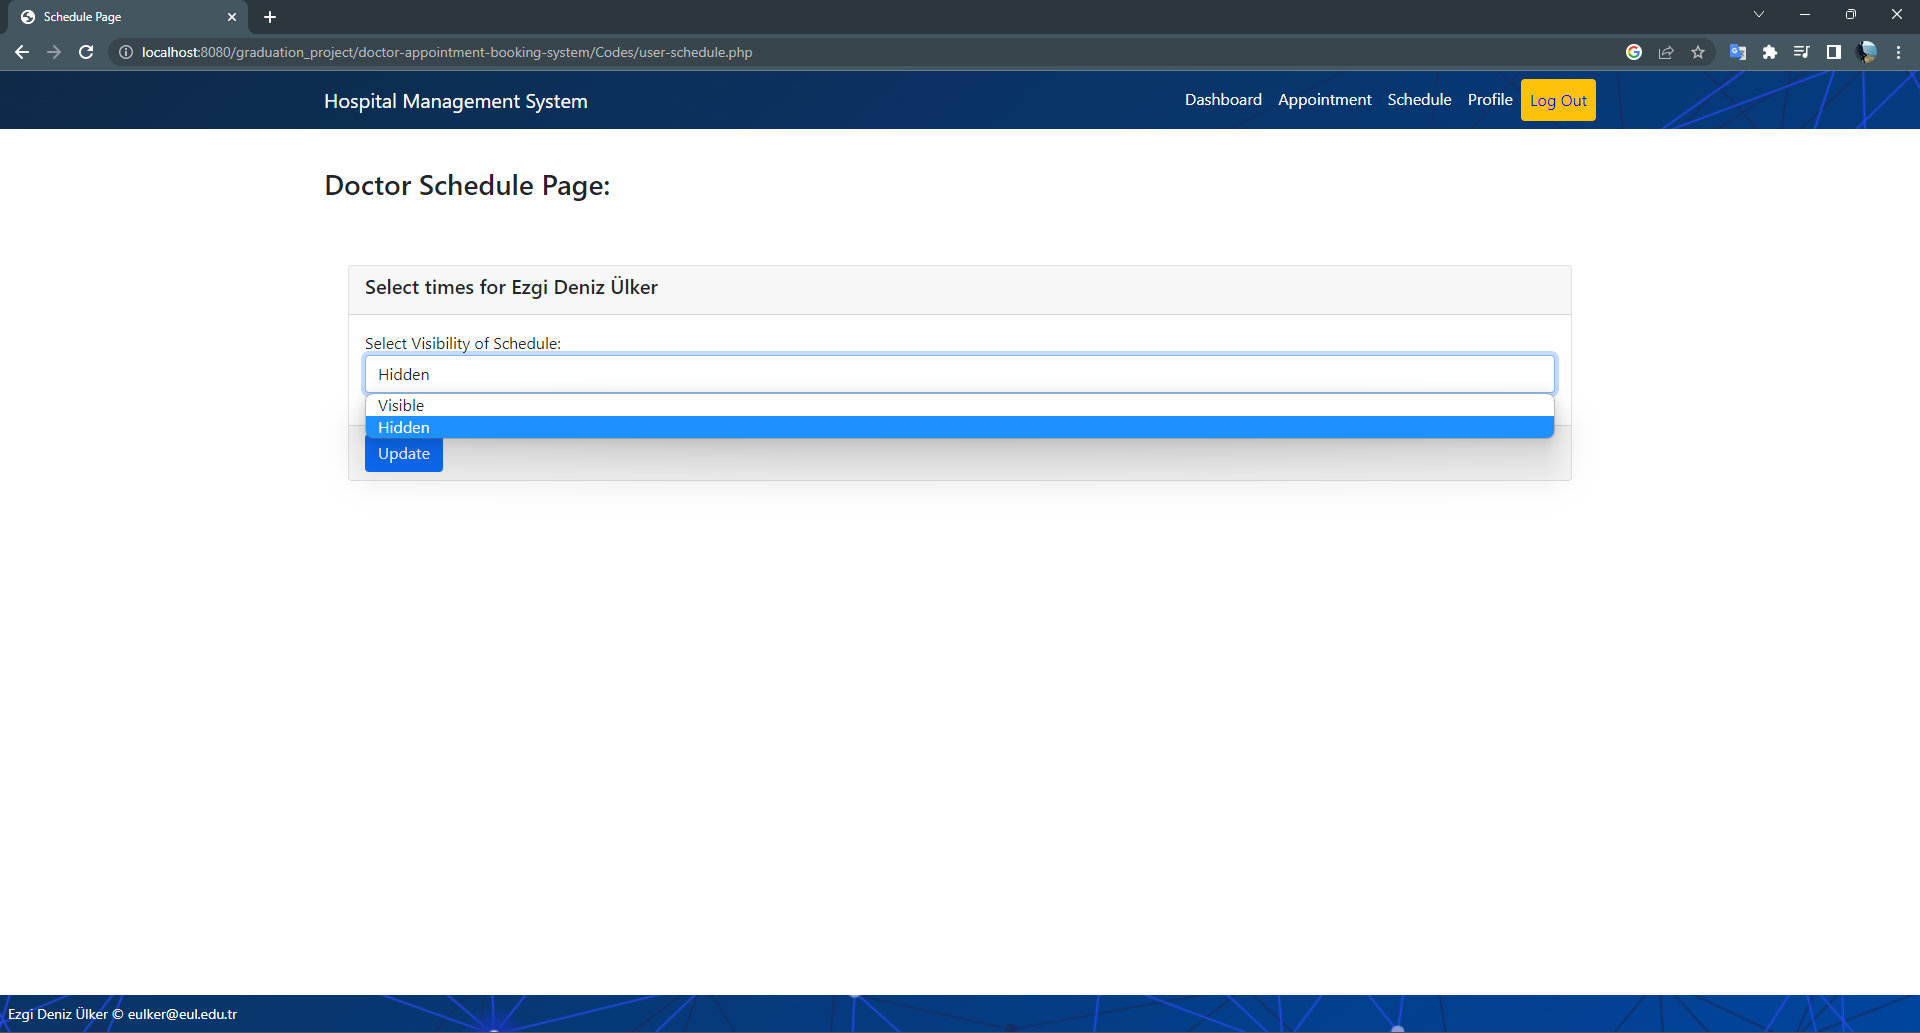 Schedule Page
localhost:8080/graduation_project/doctor-appointment-booking-system/Codes/user-schedule.php
Hospital Management System
Dashboard Appointment Schedule Profile Log Out
Doctor Schedule Page:
Select times for Ezgi Deniz Ülker
Select Visibility of Schedule:
Hidden
Visible
Hidden
Update
Ezgi Deniz Ülker © eulker@eul.edu.tr